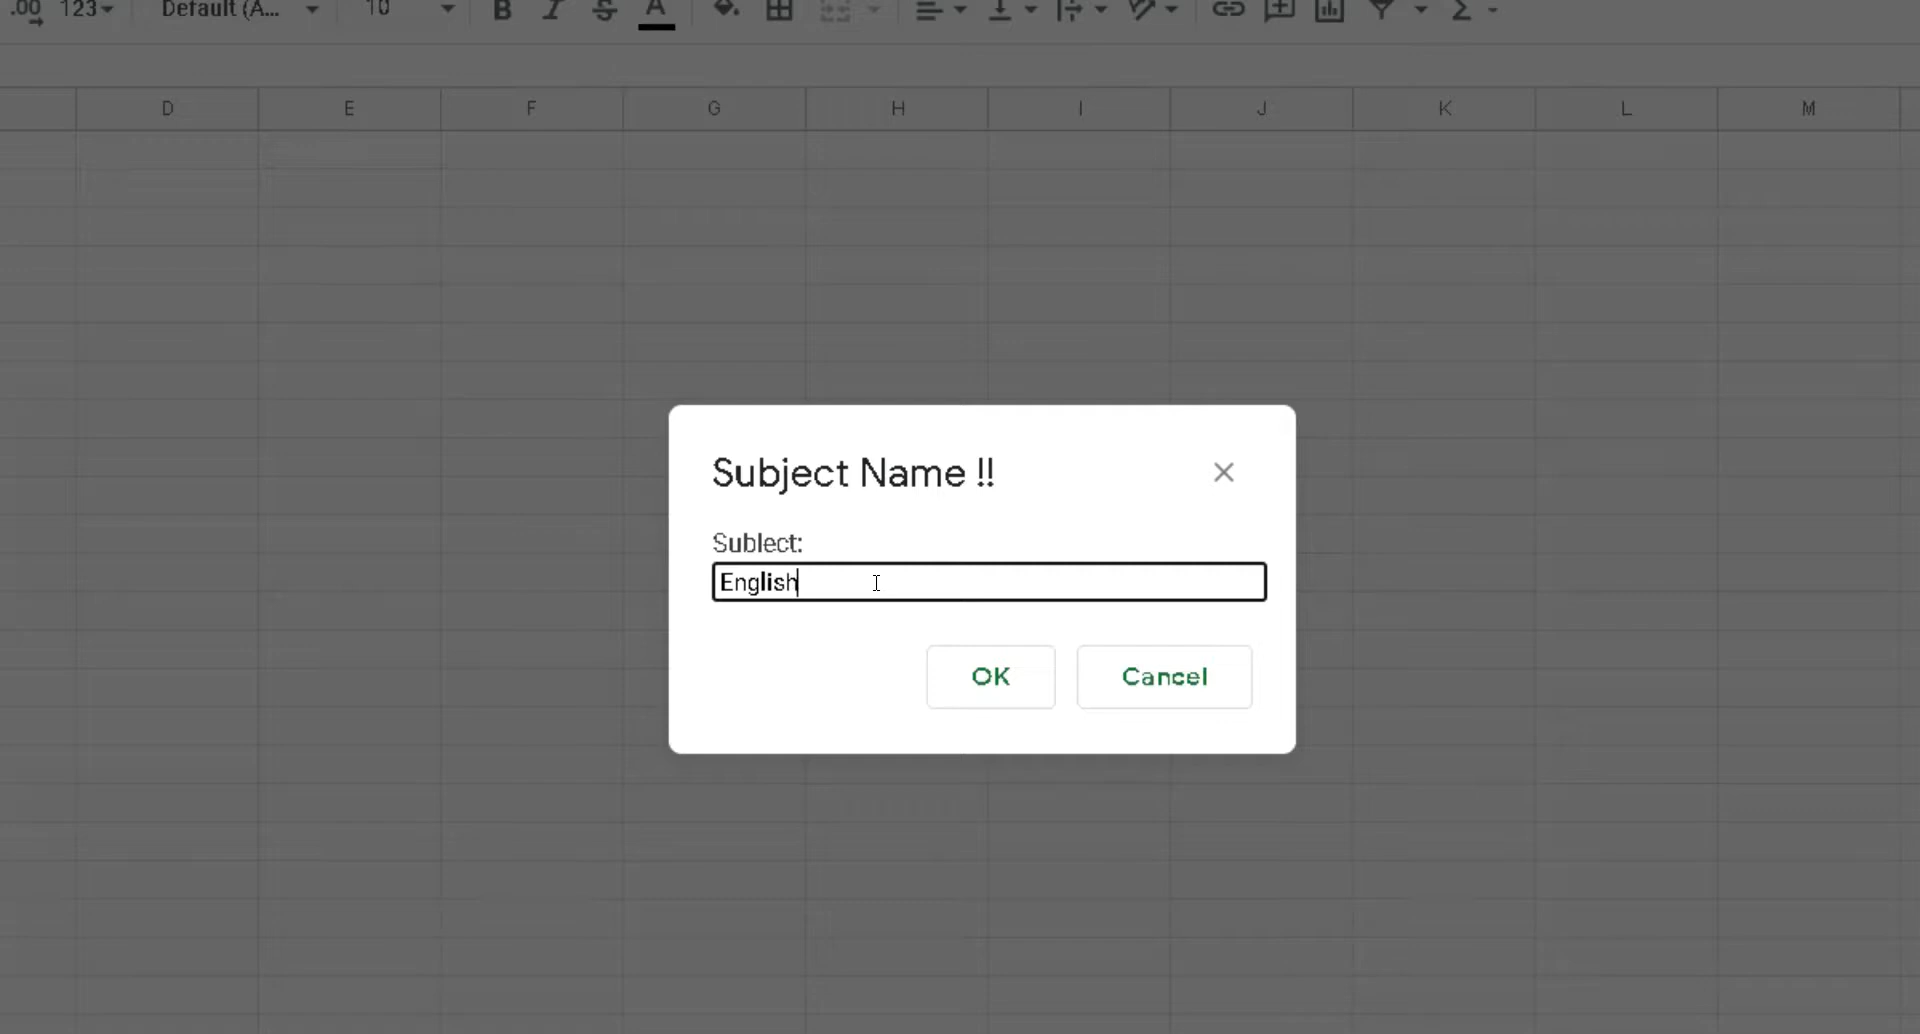 .00 123 Default (A... 10 B I S A
D E F G H I J K L M
Subject Name !!
Sublect:
English
OK Cancel